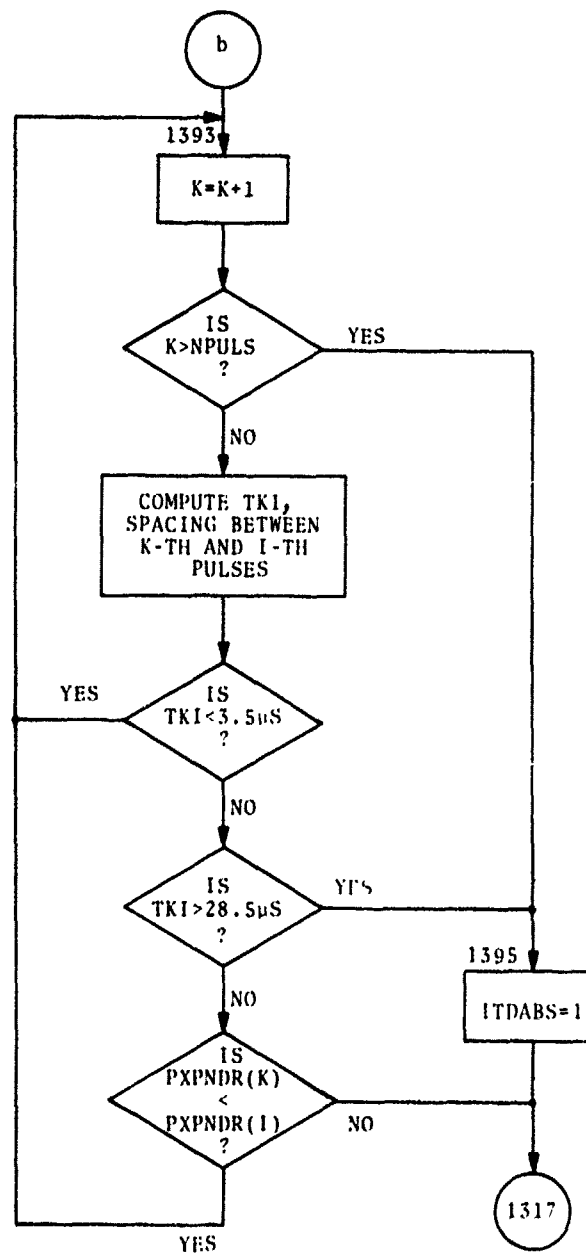 b
1393
K=K+1
IS
K>NPULS
?
YES
NO
COMPUTE TKI,
SPACING BETWEEN
K-TH AND I-TH
PULSES
YES
IS
TKI<3.5µS
?
NO
IS
TKI>28.5µS
?
YES
1395
NO
ITDABS=1
IS
PXPNDR(K)
<
PXPNDR(I)
?
NO
1317
YES